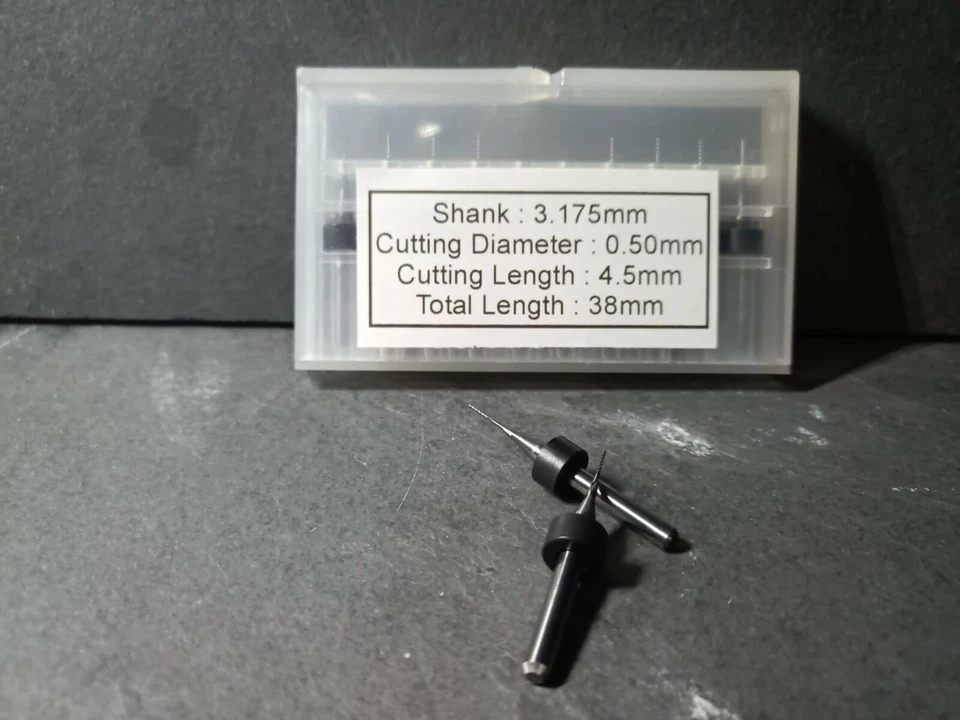 Shank : 3.175mm
Cutting Diameter : 0.50mm
Cutting Length : 4.5mm
Total Length : 38mm